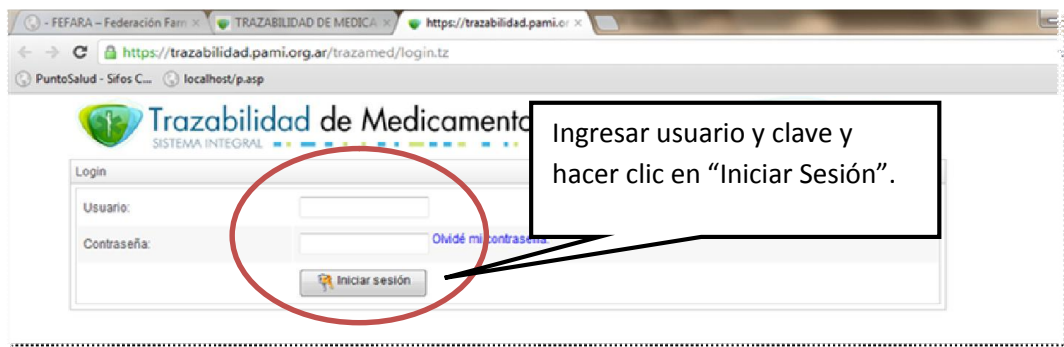 - FEFARA – Federación Farm
TRAZABILIDAD DE MEDICA
https://trazabilidad.pami.or
https://trazabilidad.pami.org.ar/trazamed/login.tz
PuntoSalud - Sifos C... localhost/p.asp
Trazabilidad de Medicamento
SISTEMA INTEGRAL
Ingresar usuario y clave y
hacer clic en “Iniciar Sesión”.
Login
Usuario:
Contraseña:
Olvidé mi contraseña.
Iniciar sesión